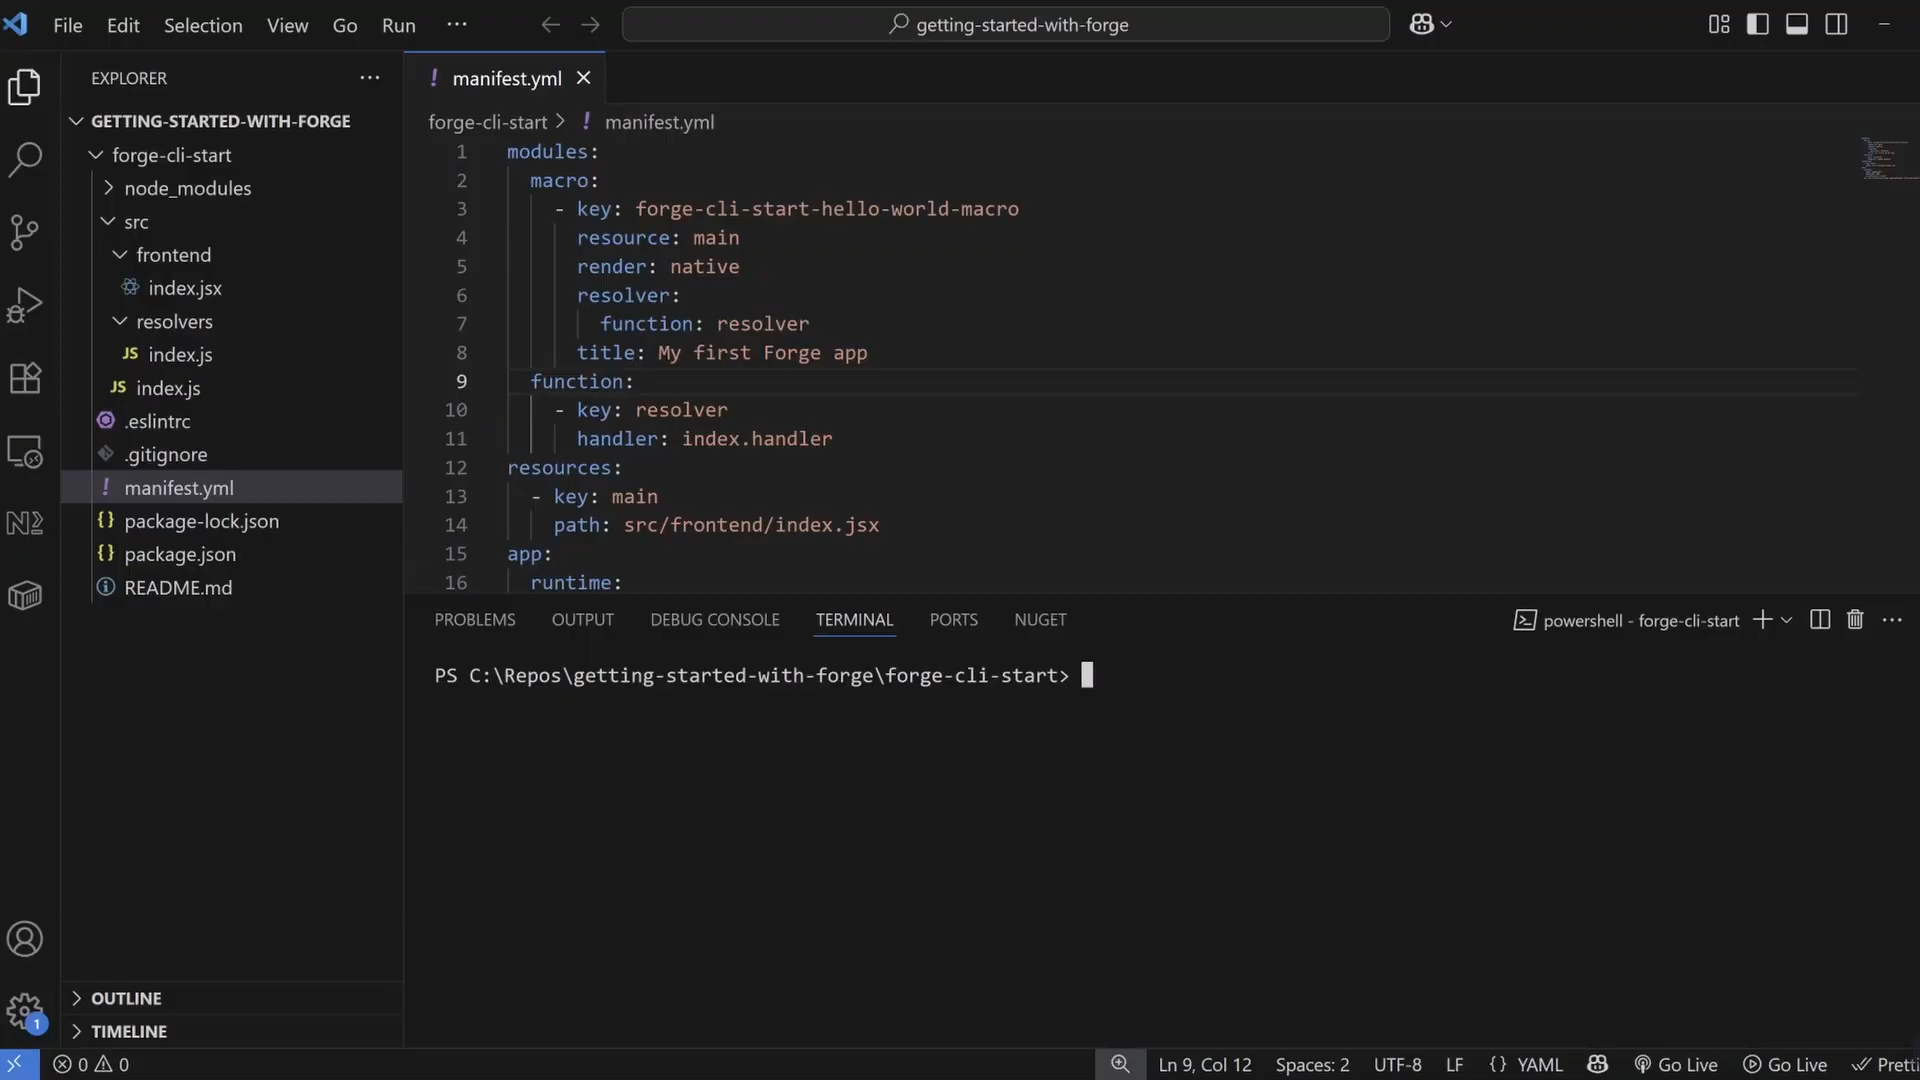 File Edit Selection View Go Run ···
getting-started-with-forge
EXPLORER ···
GETTING-STARTED-WITH-FORGE
forge-cli-start
node_modules
src
frontend
index.jsx
resolvers
JS index.js
JS index.js
.eslintrc
.gitignore
! manifest.yml
{} package-lock.json
{} package.json
README.md
OUTLINE
TIMELINE
! manifest.yml
forge-cli-start > ! manifest.yml
1 modules:
2 macro:
3 - key: forge-cli-start-hello-world-macro
4 resource: main
5 render: native
6 resolver:
7 function: resolver
8 title: My first Forge app
9 function:
10 - key: resolver
11 handler: index.handler
12 resources:
13 - key: main
14 path: src/frontend/index.jsx
15 app:
16 runtime:
PROBLEMS OUTPUT DEBUG CONSOLE TERMINAL PORTS NUGET
powershell - forge-cli-start
PS C:\Repos\getting-started-with-forge\forge-cli-start>
1
0 0
Ln 9, Col 12 Spaces: 2 UTF-8 LF {} YAML Go Live Go Live Pretti